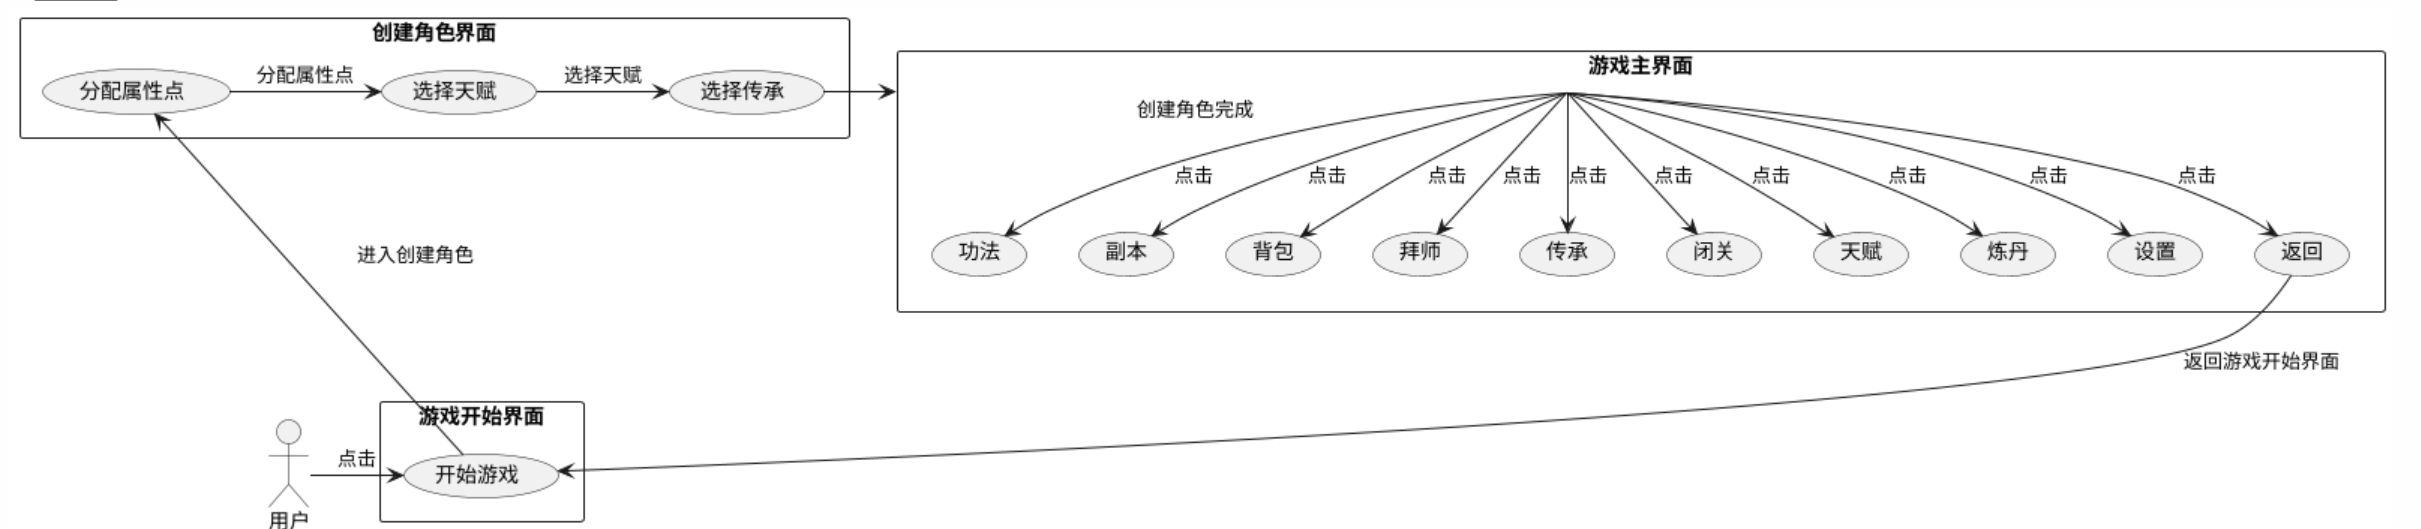 创建角色界面
分配属性点
分配属性点
选择天赋
选择天赋
选择传承
游戏主界面
创建角色完成
点击
点击
点击
点击
点击
点击
点击
点击
点击
点击
功法
副本
背包
拜师
传承
闭关
天赋
炼丹
设置
返回
进入创建角色
返回游戏开始界面
游戏开始界面
点击
开始游戏
用户